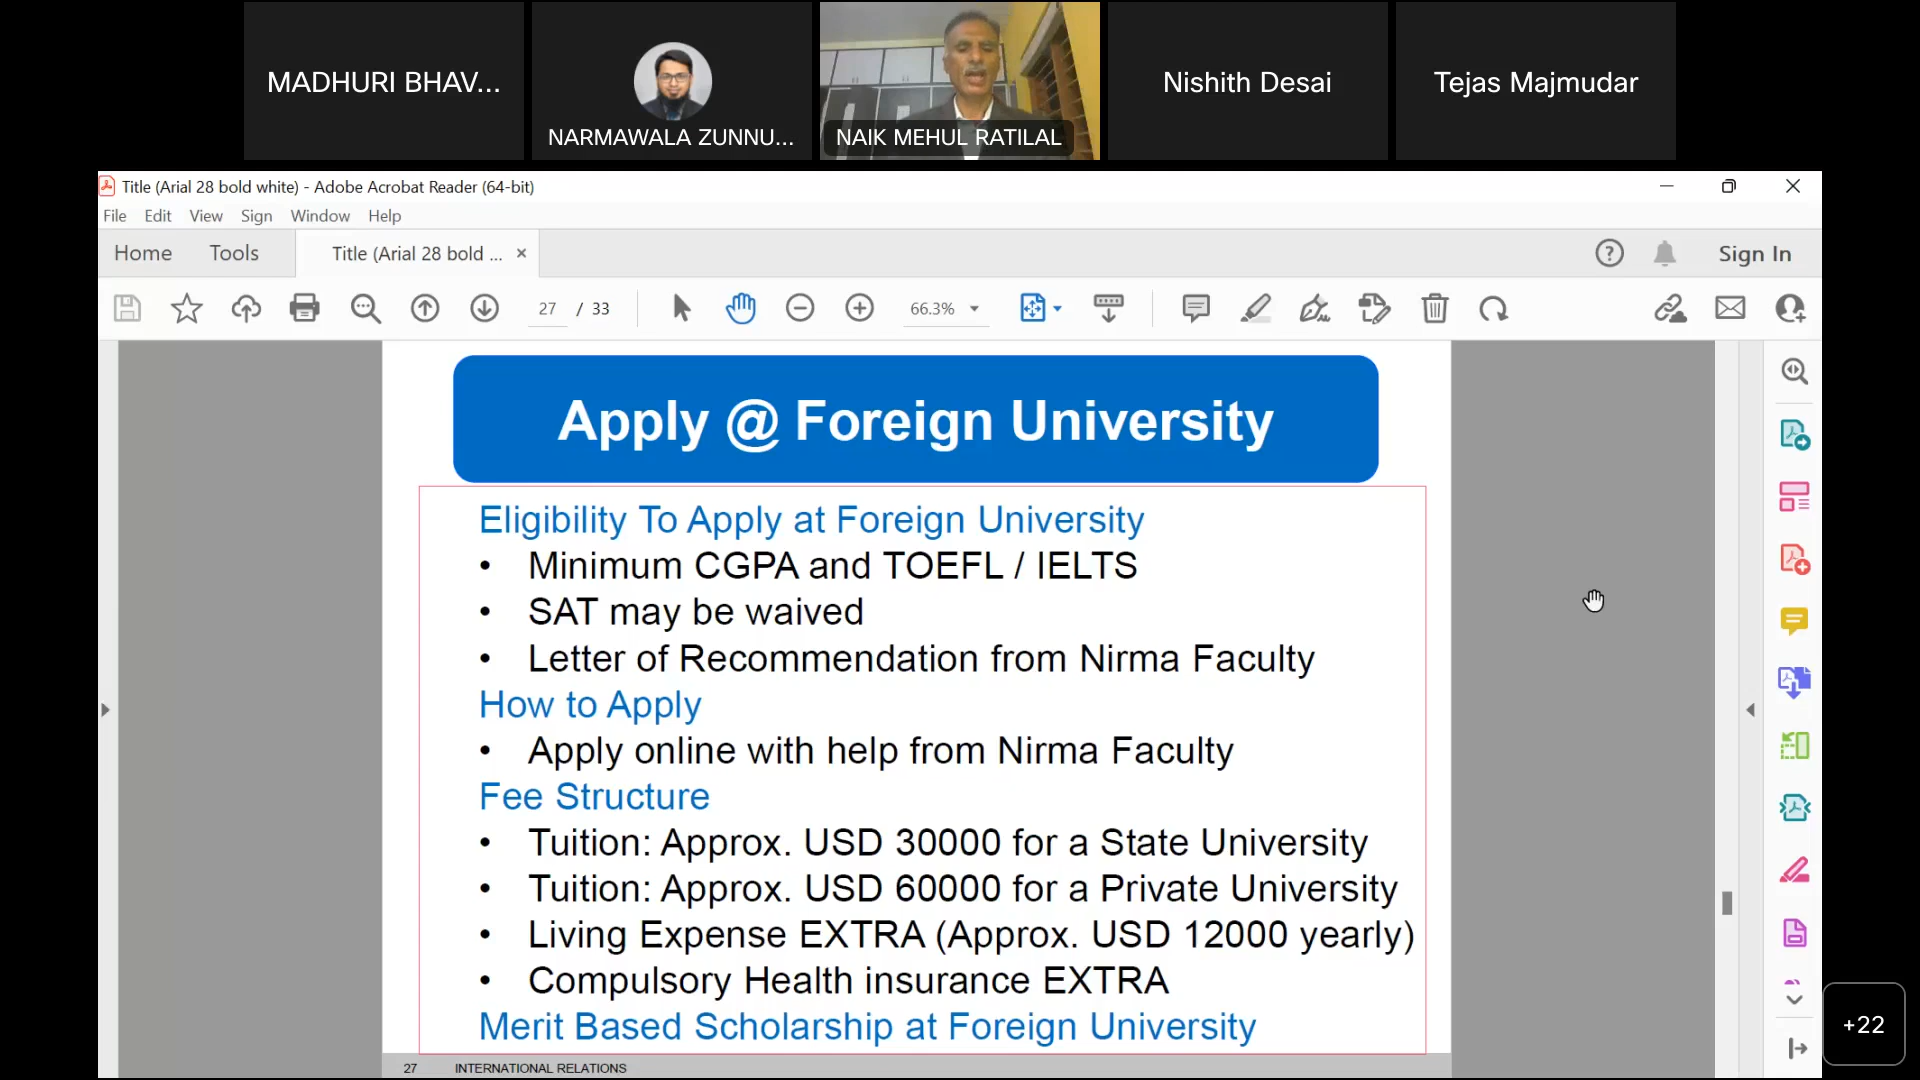 MADHURI BHAV...
NARMAWALA ZUNNU...
NAIK MEHUL RATILAL
Nishith Desai
Tejas Majmudar
Title (Arial 28 bold white) - Adobe Acrobat Reader (64-bit)
File Edit View Sign Window Help
Home Tools Title (Arial 28 bold ... × Sign In
27 / 33 66.3%
Apply @ Foreign University
Eligibility To Apply at Foreign University
• Minimum CGPA and TOEFL / IELTS
• SAT may be waived
• Letter of Recommendation from Nirma Faculty
How to Apply
• Apply online with help from Nirma Faculty
Fee Structure
• Tuition: Approx. USD 30000 for a State University
• Tuition: Approx. USD 60000 for a Private University
• Living Expense EXTRA (Approx. USD 12000 yearly)
• Compulsory Health insurance EXTRA
Merit Based Scholarship at Foreign University
27 INTERNATIONAL RELATIONS
+22